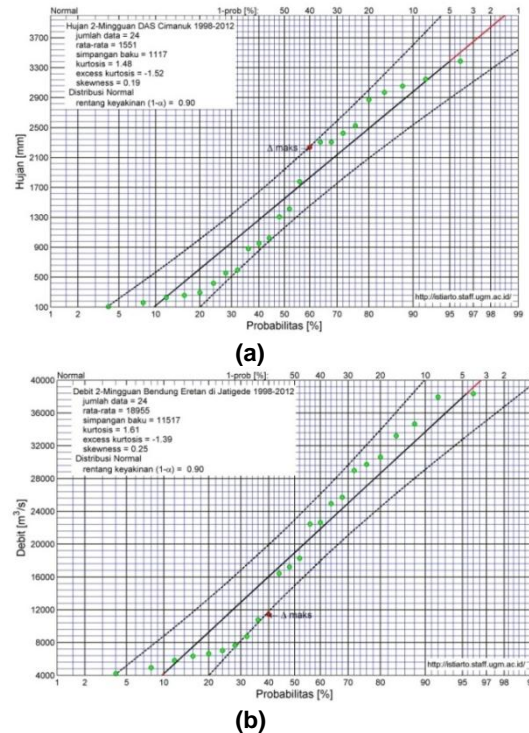 Normal 1-prob [%]: 50 40 30 20 10 5 3 2 1
Hujan 2-Mingguan DAS Cimanuk 1998-2012
jumlah data = 24
rata-rata = 1551
simpangan baku = 1117
kurtosis = 1.48
excess kurtosis = -1.52
skewness = 0.19
Distribusi Normal
rentang keyakinan (1-α) = 0.90
3700
3300
2900
2500
2100
1700
1300
900
500
100
Hujan [mm]
Δ maks
http://istiarto.staff.ugm.ac.id/
1 2 5 10 20 30 40 50 60 70 80 90 95 97 98 99
Probabilitas [%]
(a)
Normal 1-prob [%]: 50 40 30 20 10 5 3 2
Debit 2-Mingguan Bendung Eretan di Jatigede 1998-2012
jumlah data = 24
rata-rata = 18955
simpangan baku = 11517
kurtosis = 1.61
excess kurtosis = -1.39
skewness = 0.25
Distribusi Normal
rentang keyakinan (1-α) = 0.90
40000
36000
32000
28000
24000
20000
16000
12000
8000
4000
Debit [m³/s]
Δ maks
http://istiarto.staff.ugm.ac.id/
1 2 5 10 20 30 40 50 60 70 80 90 95 97 98
Probabilitas [%]
(b)